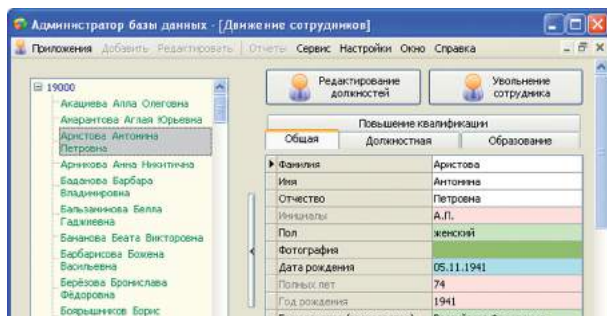 Администратор базы данных - [Движение сотрудников]
Приложения Добавить Редактировать Отчеты Сервис Настройки Окно Справка
19000
Акашева Алла Олеговна
Амарантова Аглая Юрьевна
Аристова Антонина
Петровна
Арникова Анна Никитична
Баданова Барбара
Владимировна
Бальзаминова Белла
Гаджиевна
Бананова Беата Викторовна
Барбарисова Божена
Васильевна
Берёзова Бронислава
Фёдоровна
Боярышников Борис
Редактирование
должностей
Увольнение
сотрудника
Повышение квалификации
Общая Должностная Образование
Фамилия Аристова
Имя Антонина
Отчество Петровна
Инициалы А.П.
Пол женский
Фотография
Дата рождения 05.11.1941
Полных лет 74
Год рождения 1941